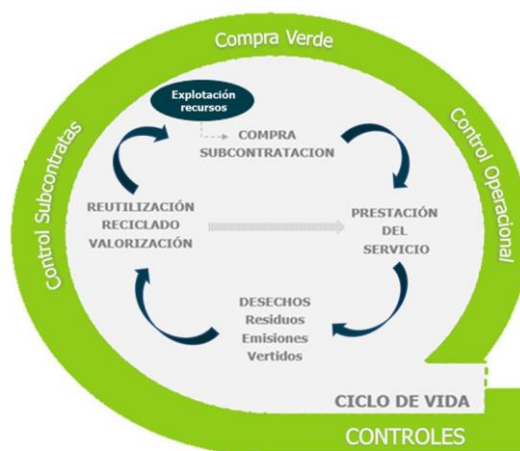 Compra Verde
Explotación
recursos
COMPRA
SUBCONTRATACION
Control Subcontratas
Control Operacional
REUTILIZACIÓN
RECICLADO
VALORIZACIÓN
PRESTACIÓN
DEL
SERVICIO
DESECHOS
Residuos
Emisiones
Vertidos
CICLO DE VIDA
CONTROLES